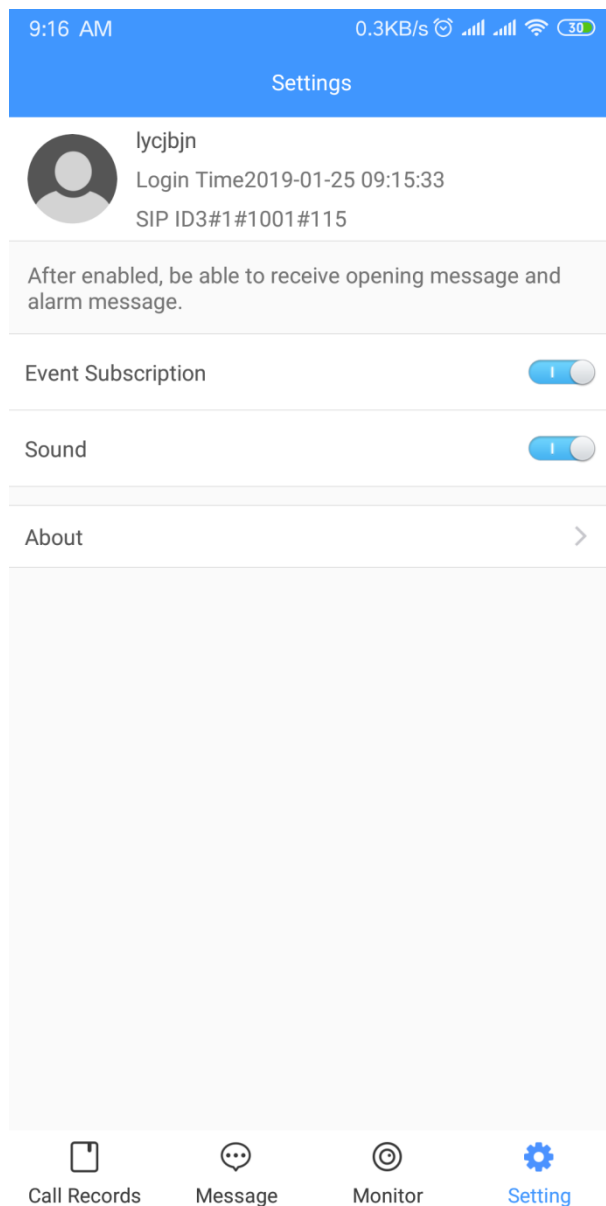 9:16 AM 0.3KB/s 30
Settings
lycjbjn
Login Time2019-01-25 09:15:33
SIP ID3#1#1001#115
After enabled, be able to receive opening message and
alarm message.
Event Subscription
Sound
About
Call Records Message Monitor Setting